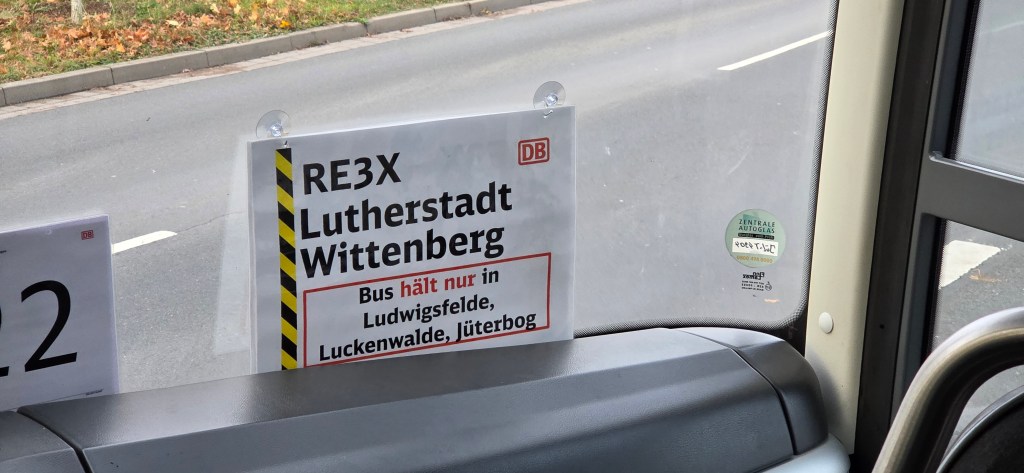 RE3X
DB
Lutherstadt
Wittenberg
Bus hält nur in
Ludwigsfelde,
Luckenwalde, Jüterbog
22
DB
ZENTRALE
AUTOGLAS